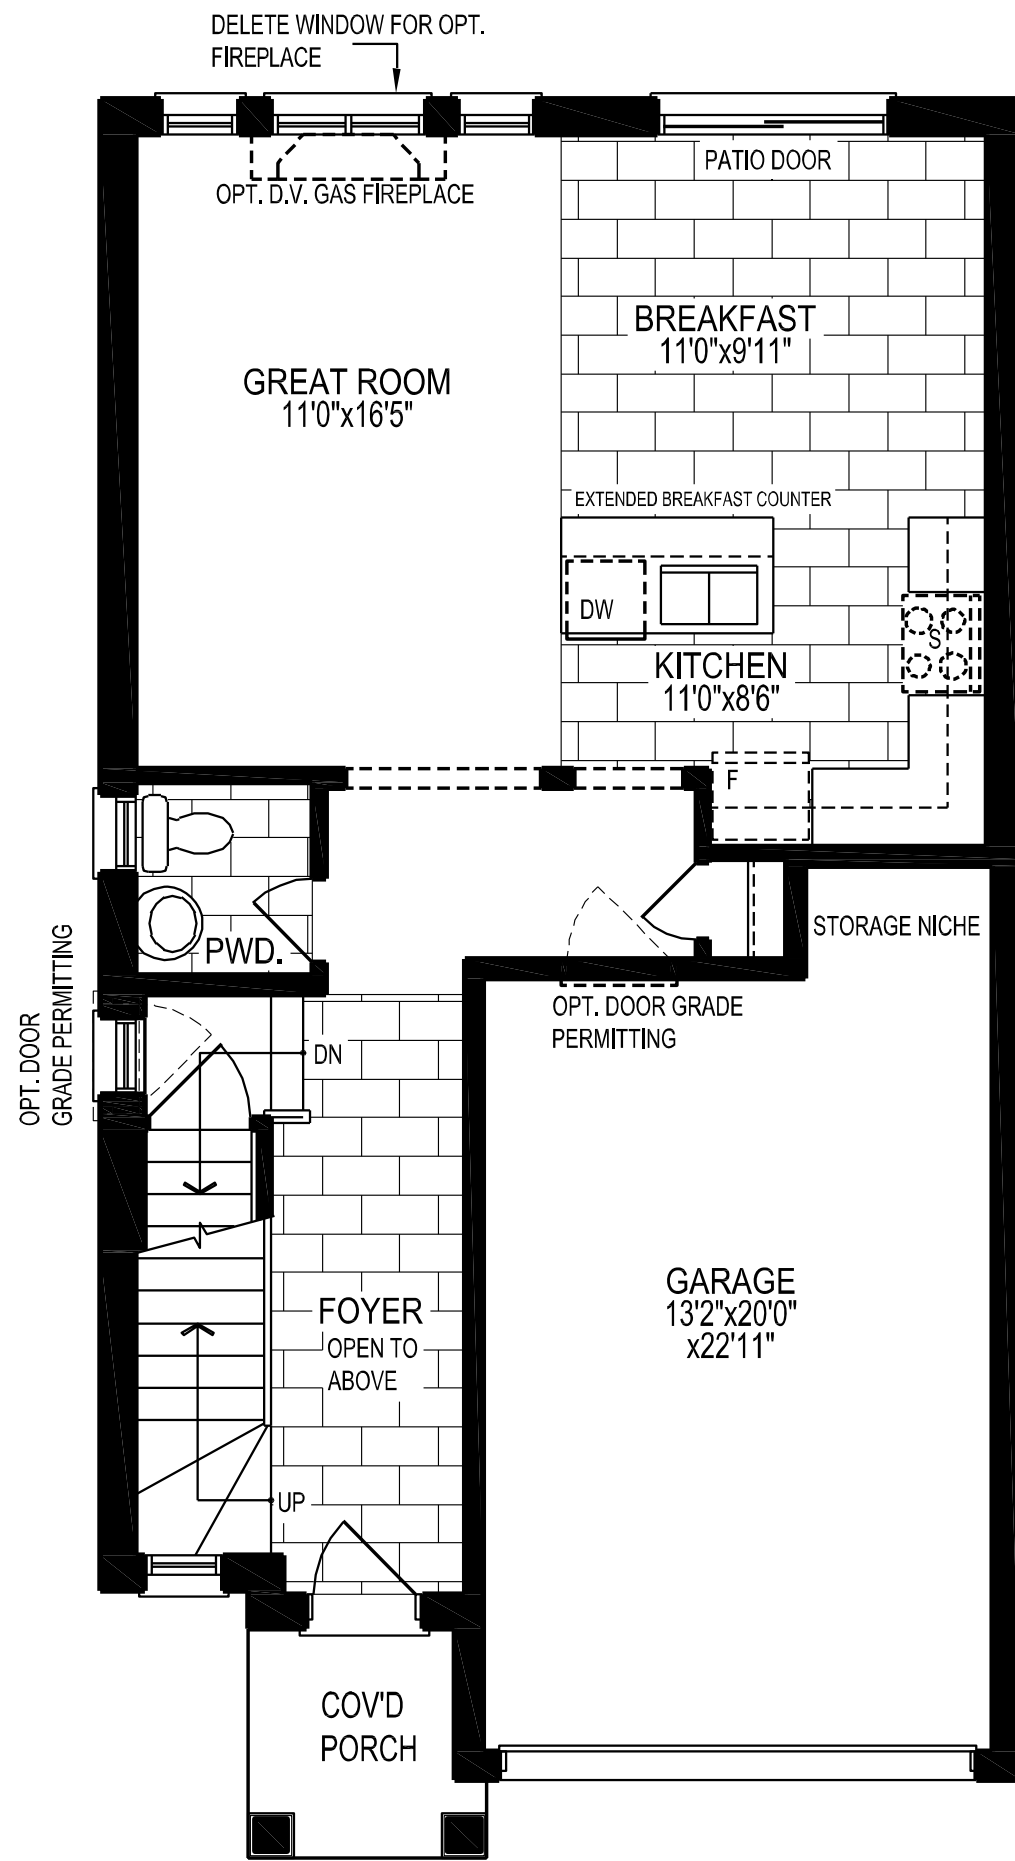 DELETE WINDOW FOR OPT.
FIREPLACE
PATIO DOOR
OPT. D.V. GAS FIREPLACE
BREAKFAST
11'0"x9'11"
GREAT ROOM
11'0"x16'5"
EXTENDED BREAKFAST COUNTER
DW
S
KITCHEN
11'0"x8'6"
F
STORAGE NICHE
PWD.
OPT. DOOR
GRADE PERMITTING
OPT. DOOR GRADE
PERMITTING
DN
GARAGE
13'2"x20'0"
x22'11"
FOYER
OPEN TO
ABOVE
UP
COV'D
PORCH